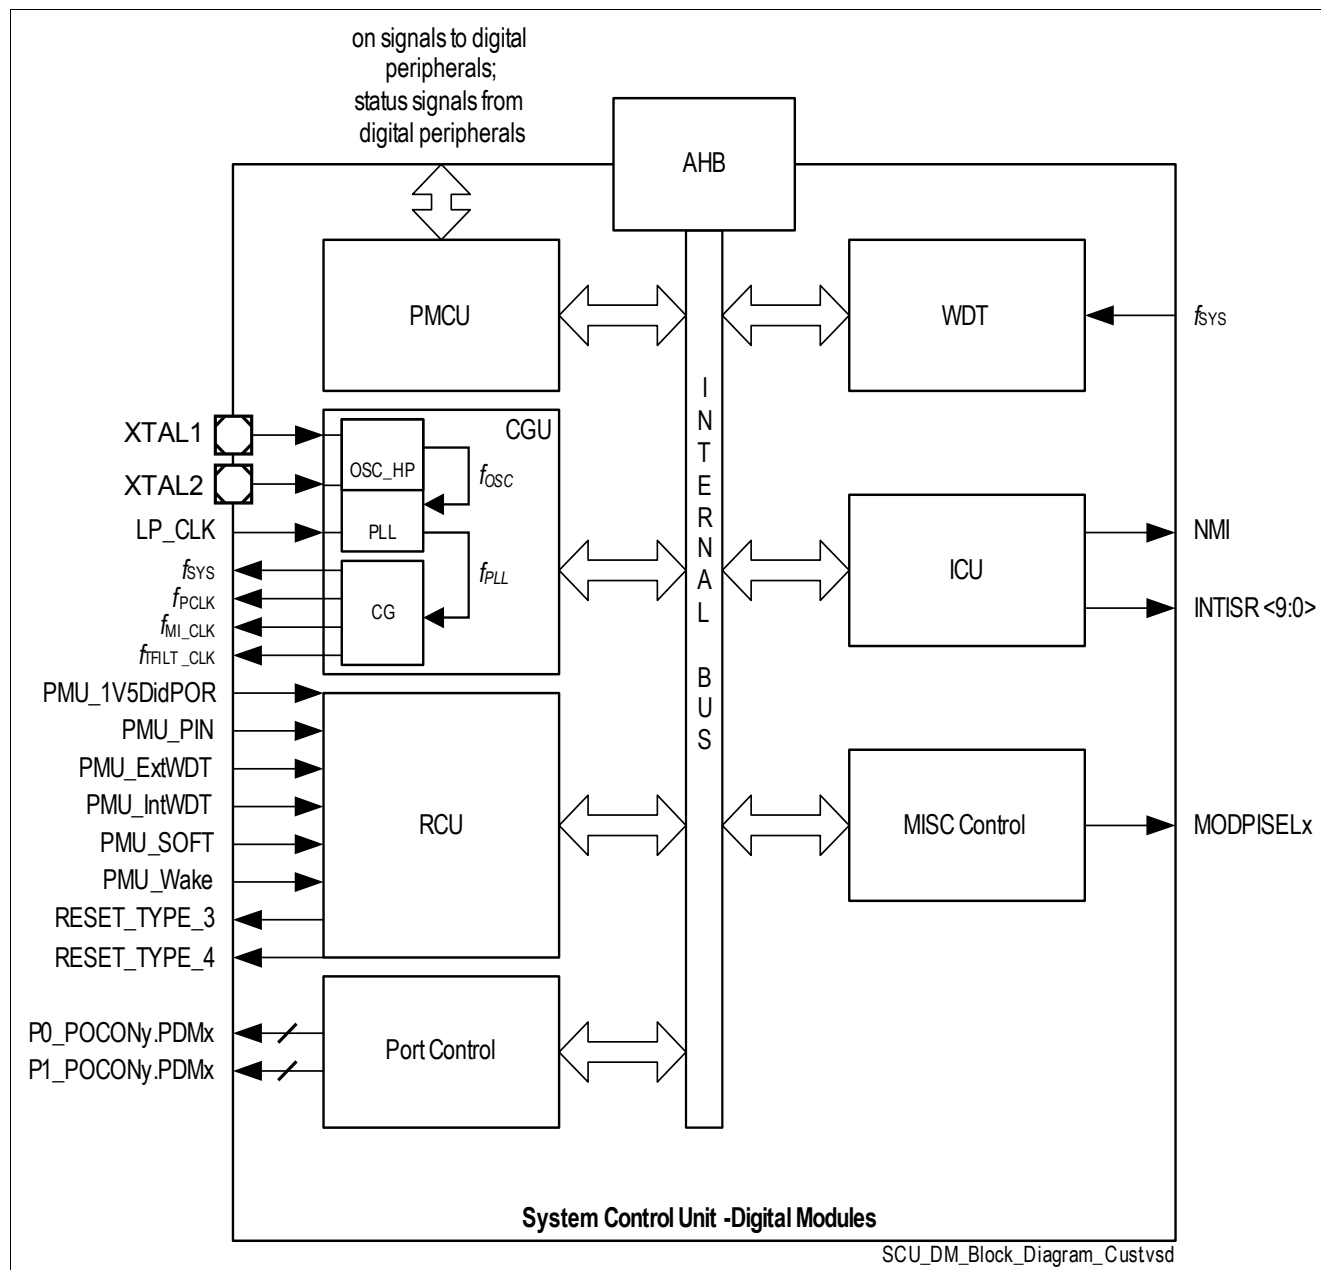 on signals to digital
peripherals;
status signals from
digital peripherals
AHB
PMCU
WDT
fSYS
INTERNAL BUS
XTAL1
XTAL2
LP_CLK
fSYS
fPCLK
fMI_CLK
fTFILT_CLK
CGU
OSC_HP
fOSC
PLL
fPLL
CG
ICU
NMI
INTISR <9:0>
PMU_1V5DidPOR
PMU_PIN
PMU_ExtWDT
PMU_IntWDT
PMU_SOFT
PMU_Wake
RESET_TYPE_3
RESET_TYPE_4
RCU
MISC Control
MODPISELx
P0_POCONy.PDMx
P1_POCONy.PDMx
Port Control
System Control Unit -Digital Modules
SCU_DM_Block_Diagram_Custvsd